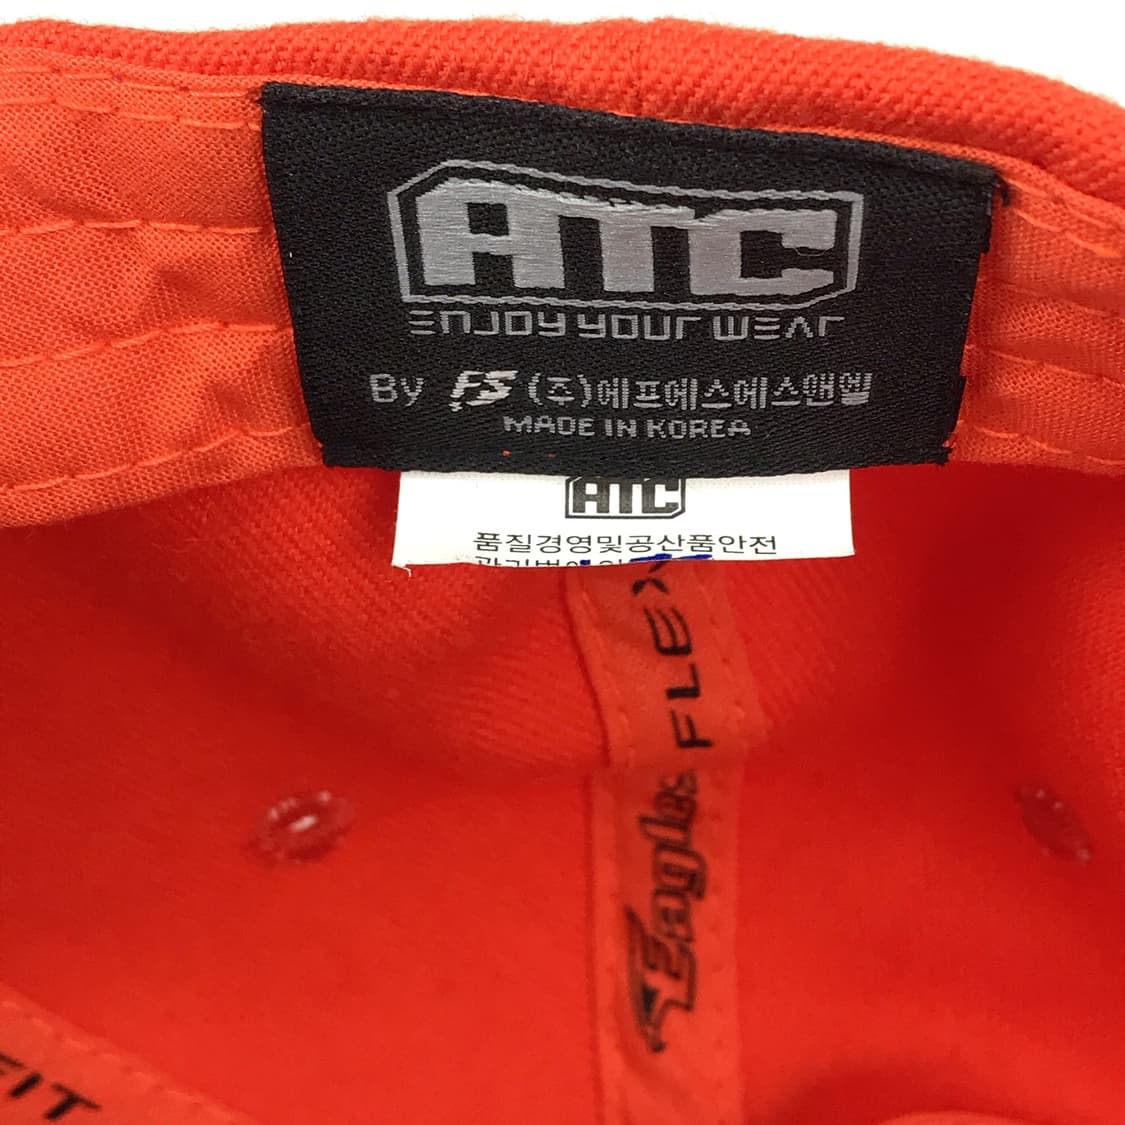 ATC
ENJOY YOUR WEAR
By FS (주)에프에스에스앤엘
MADE IN KOREA
ATC
품질경영및공산품안전
FLEX
Eagles
FIT